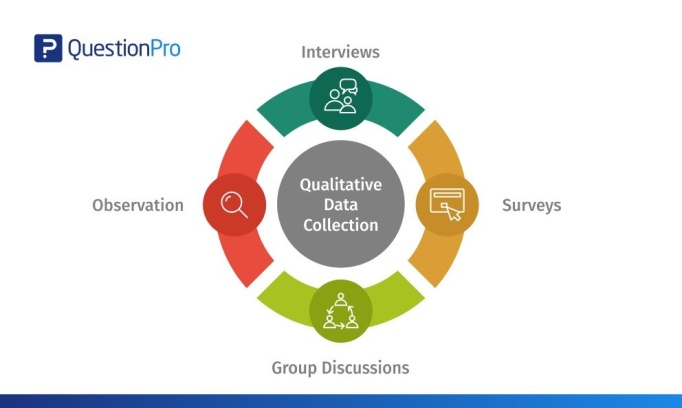 QuestionPro
Interviews
Observation
Qualitative
Data
Collection
Surveys
Group Discussions